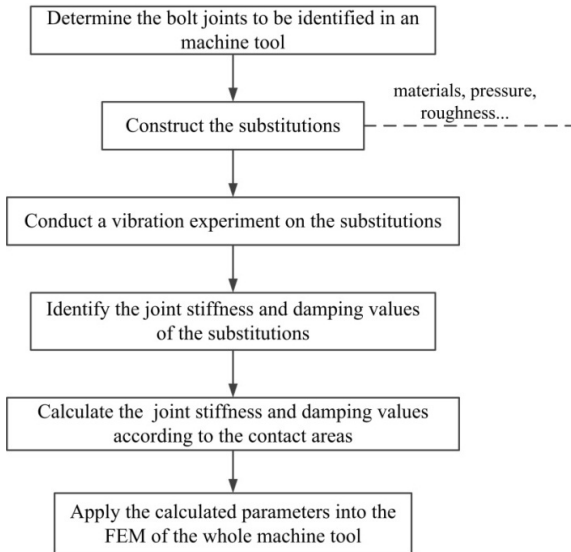 Determine the bolt joints to be identified in an
machine tool
materials, pressure,
roughness...
Construct the substitutions
Conduct a vibration experiment on the substitutions
Identify the joint stiffness and damping values
of the substitutions
Calculate the joint stiffness and damping values
according to the contact areas
Apply the calculated parameters into the
FEM of the whole machine tool